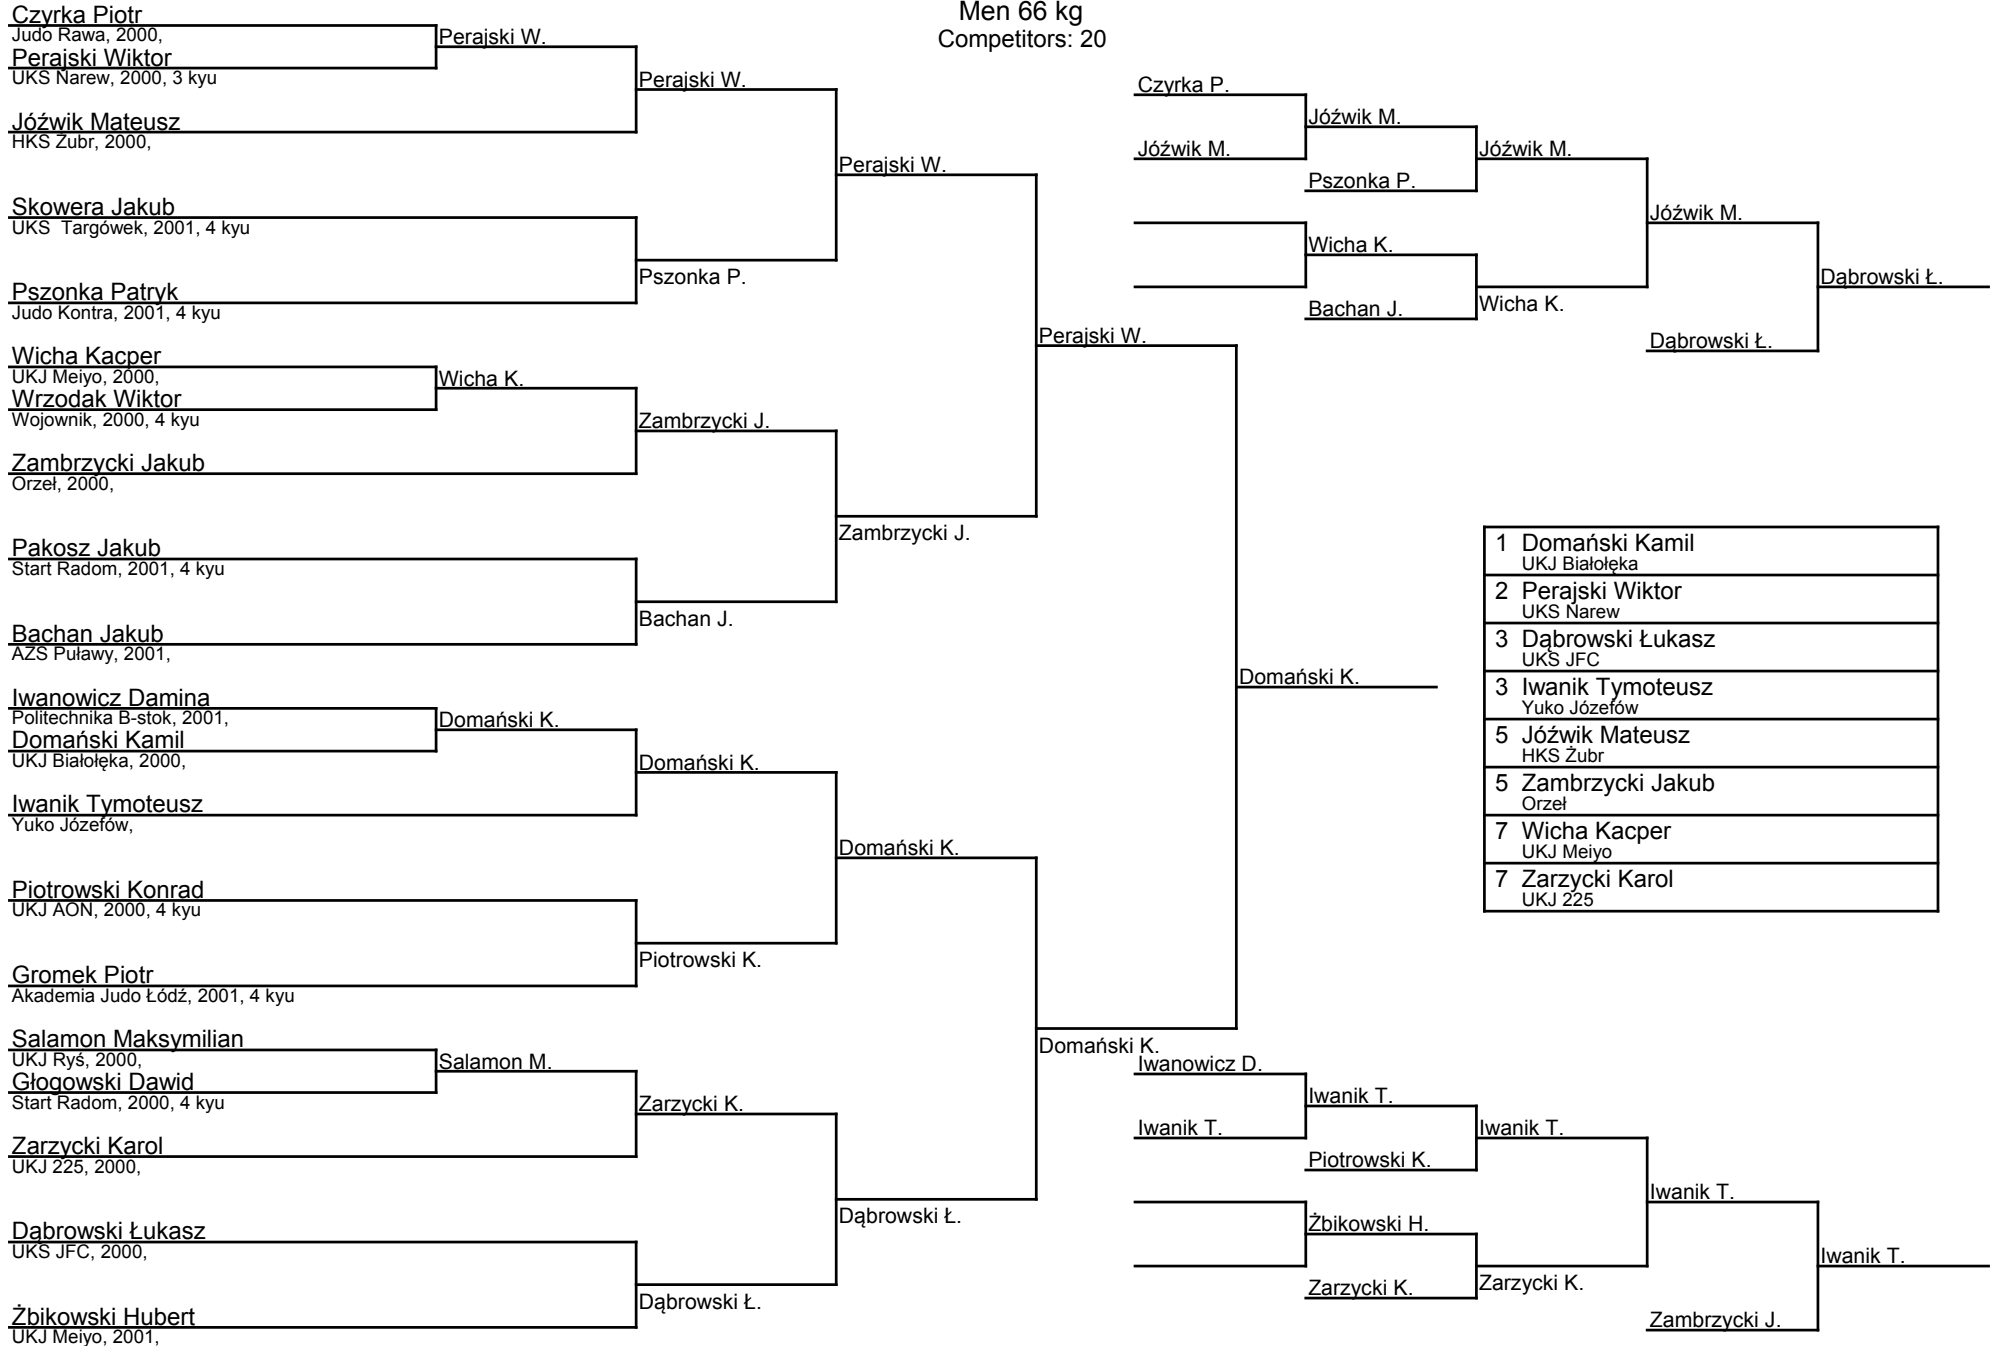 Men 66 kg
Competitors: 20
Czyrka Piotr
Judo Rawa, 2000,
Perajski Wiktor
UKS Narew, 2000, 3 kyu
Jóźwik Mateusz
HKS Żubr, 2000,
Skowera Jakub
UKS  Targówek, 2001, 4 kyu
Pszonka Patryk
Judo Kontra, 2001, 4 kyu
Wicha Kacper
UKJ Meiyo, 2000,
Wrzodak Wiktor
Wojownik, 2000, 4 kyu
Zambrzycki Jakub
Orzeł, 2000,
Pakosz Jakub
Start Radom, 2001, 4 kyu
Bachan Jakub
AZS Puławy, 2001,
Iwanowicz Damina
Politechnika B-stok, 2001,
Domański Kamil
UKJ Białołęka, 2000,
Iwanik Tymoteusz
Yuko Józefów,
Piotrowski Konrad
UKJ AON, 2000, 4 kyu
Gromek Piotr
Akademia Judo Łódź, 2001, 4 kyu
Salamon Maksymilian
UKJ Ryś, 2000,
Głogowski Dawid
Start Radom, 2000, 4 kyu
Zarzycki Karol
UKJ 225, 2000,
Dąbrowski Łukasz
UKS JFC, 2000,
Żbikowski Hubert
UKJ Meiyo, 2001,
Perajski W.
Wicha K.
Domański K.
Salamon M.
Perajski W.
Pszonka P.
Zambrzycki J.
Bachan J.
Domański K.
Piotrowski K.
Zarzycki K.
Dąbrowski Ł.
Perajski W.
Zambrzycki J.
Domański K.
Dąbrowski Ł.
Perajski W.
Domański K.
Domański K.
Czyrka P.
Jóźwik M.
Jóźwik M.
Pszonka P.
Wicha K.
Bachan J.
Jóźwik M.
Wicha K.
Jóźwik M.
Dąbrowski Ł.
Dąbrowski Ł.
1 Domański Kamil
UKJ Białołęka
2 Perajski Wiktor
UKS Narew
3 Dąbrowski Łukasz
UKS JFC
3 Iwanik Tymoteusz
Yuko Józefów
5 Jóźwik Mateusz
HKS Żubr
5 Zambrzycki Jakub
Orzeł
7 Wicha Kacper
UKJ Meiyo
7 Zarzycki Karol
UKJ 225
Iwanowicz D.
Iwanik T.
Iwanik T.
Piotrowski K.
Żbikowski H.
Zarzycki K.
Iwanik T.
Zarzycki K.
Iwanik T.
Zambrzycki J.
Iwanik T.